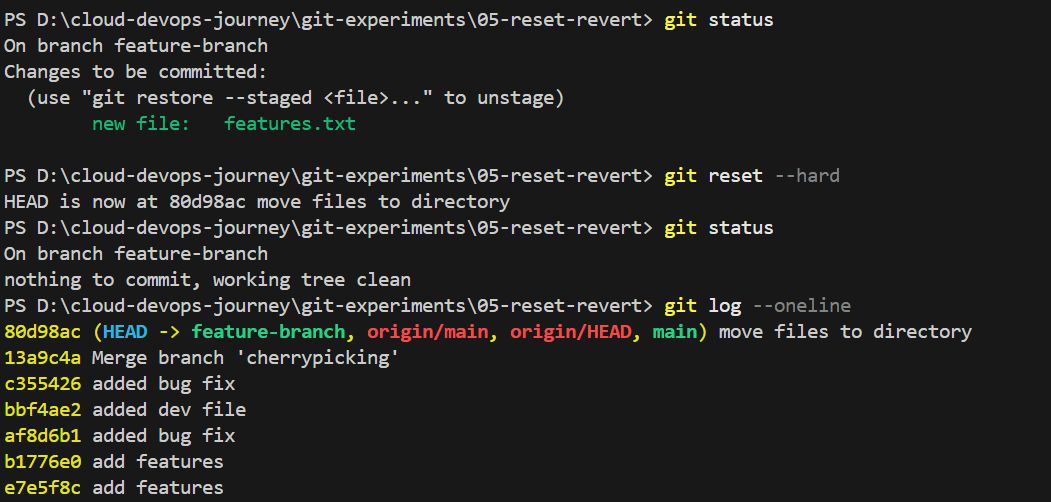 PS D:\cloud-devops-journey\git-experiments\05-reset-revert> git status
On branch feature-branch
Changes to be committed:
  (use "git restore --staged <file>..." to unstage)
        new file:   features.txt

PS D:\cloud-devops-journey\git-experiments\05-reset-revert> git reset --hard
HEAD is now at 80d98ac move files to directory
PS D:\cloud-devops-journey\git-experiments\05-reset-revert> git status
On branch feature-branch
nothing to commit, working tree clean
PS D:\cloud-devops-journey\git-experiments\05-reset-revert> git log --oneline
80d98ac (HEAD -> feature-branch, origin/main, origin/HEAD, main) move files to directory
13a9c4a Merge branch 'cherrypicking'
c355426 added bug fix
bbf4ae2 added dev file
af8d6b1 added bug fix
b1776e0 add features
e7e5f8c add features